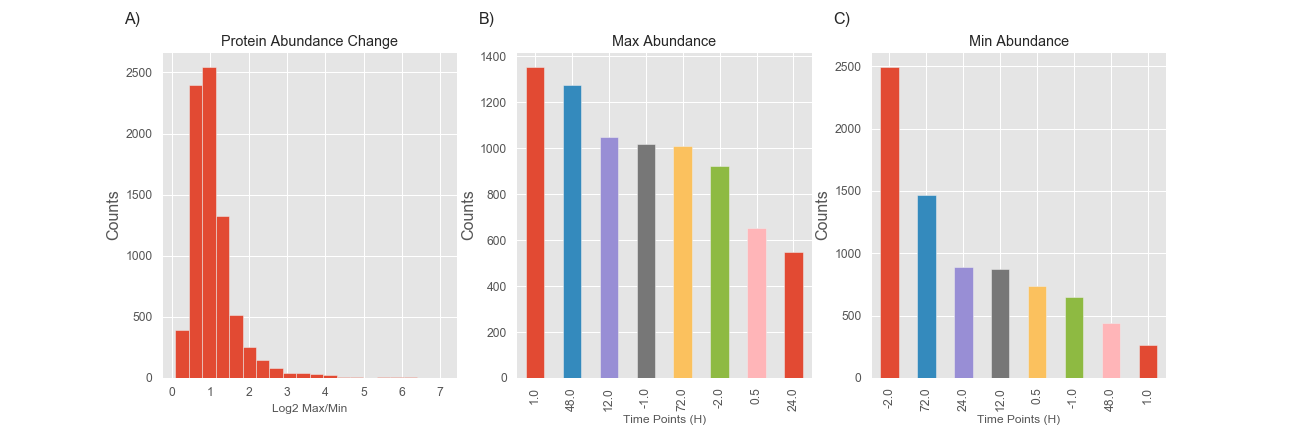 A)
Protein Abundance Change
Counts
2500
2000
1500
1000
500
0
0 1 2 3 4 5 6 7
Log2 Max/Min
B)
Max Abundance
Counts
1400
1200
1000
800
600
400
200
0
1.0 48.0 12.0 -1.0 72.0 -2.0 0.5 24.0
Time Points (H)
C)
Min Abundance
Counts
2500
2000
1500
1000
500
0
-2.0 72.0 24.0 12.0 0.5 -1.0 48.0 1.0
Time Points (H)